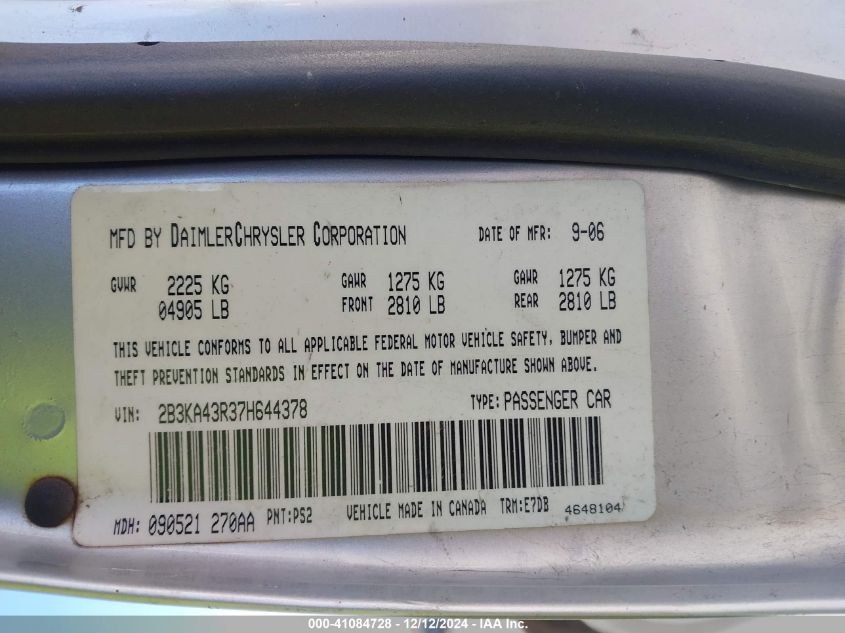 MFD BY DAIMLERCHRYSLER CORPORATION DATE OF MFR: 9-06
GVWR 2225 KG GAWR 1275 KG GAWR 1275 KG
04905 LB FRONT 2810 LB REAR 2810 LB
THIS VEHICLE CONFORMS TO ALL APPLICABLE FEDERAL MOTOR VEHICLE SAFETY, BUMPER AND
THEFT PREVENTION STANDARDS IN EFFECT ON THE DATE OF MANUFACTURE SHOWN ABOVE.
VIN: 2B3KA43R37H644378 TYPE: PASSENGER CAR
MDH: 090521 270AA PNT:PS2 VEHICLE MADE IN CANADA TRM:E7DB 4648104
000-41084728 - 12/12/2024 - IAA Inc.